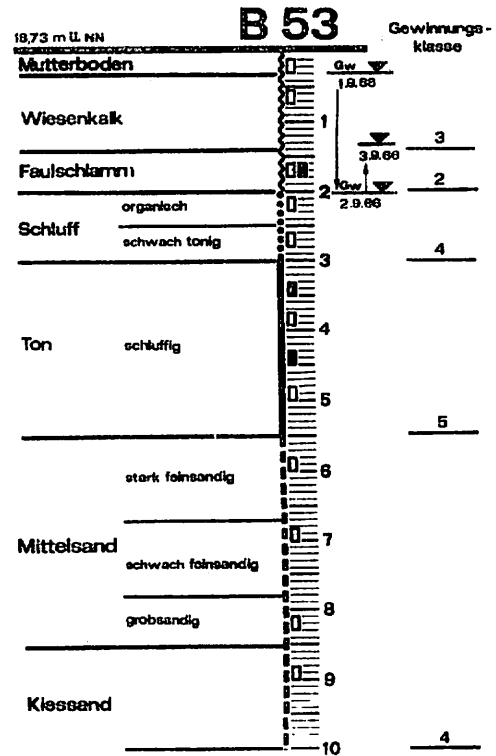 B 53
18,73 m ü. NN
Gewinnungs-
klasse
Mutterboden
Gw
1.9.66
Wiesenkalk
1
3.9.66
3
Faulschlamm
2
Gw
2.9.66
2
Schluff
organisch
schwach tonig
3
4
Ton
schluffig
4
5
5
stark feinsandig
6
Mittelsand
schwach feinsandig
7
8
grobsandig
Kiessand
9
10
4